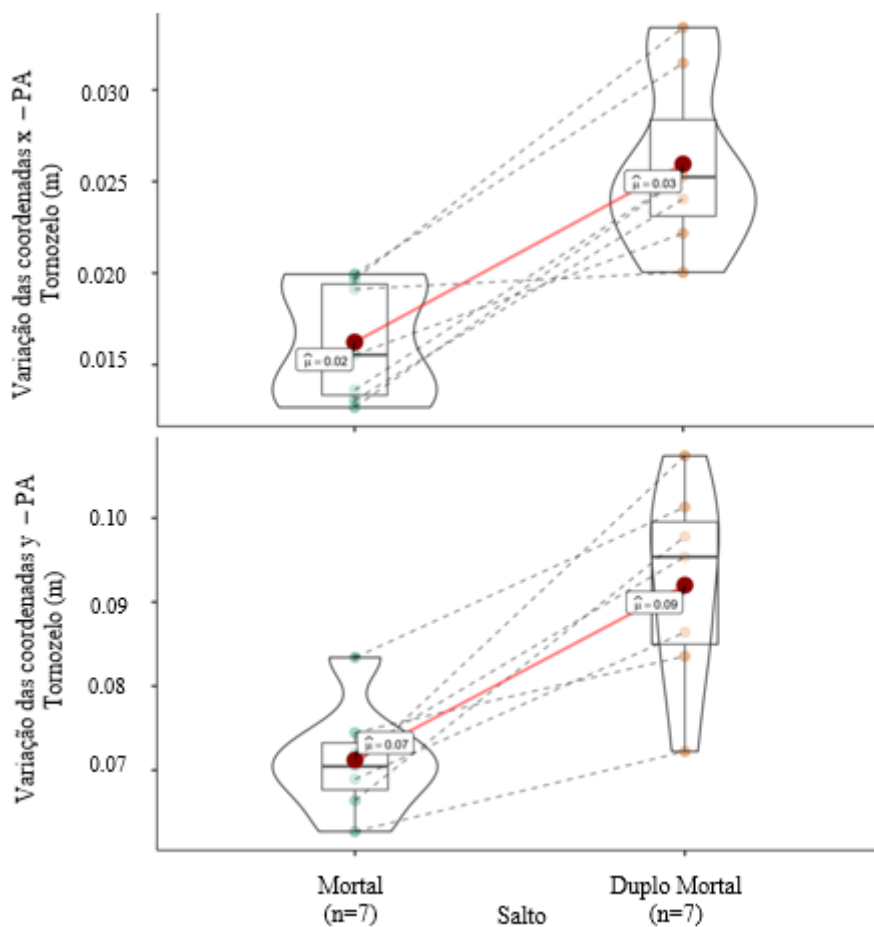 Variação das coordenadas x – PA
Tornozelo (m)
0.030
0.025
0.020
0.015
μ̂ = 0.02
μ̂ = 0.03
Variação das coordenadas y – PA
Tornozelo (m)
0.10
0.09
0.08
0.07
μ̂ = 0.07
μ̂ = 0.09
Mortal
(n=7)
Salto
Duplo Mortal
(n=7)